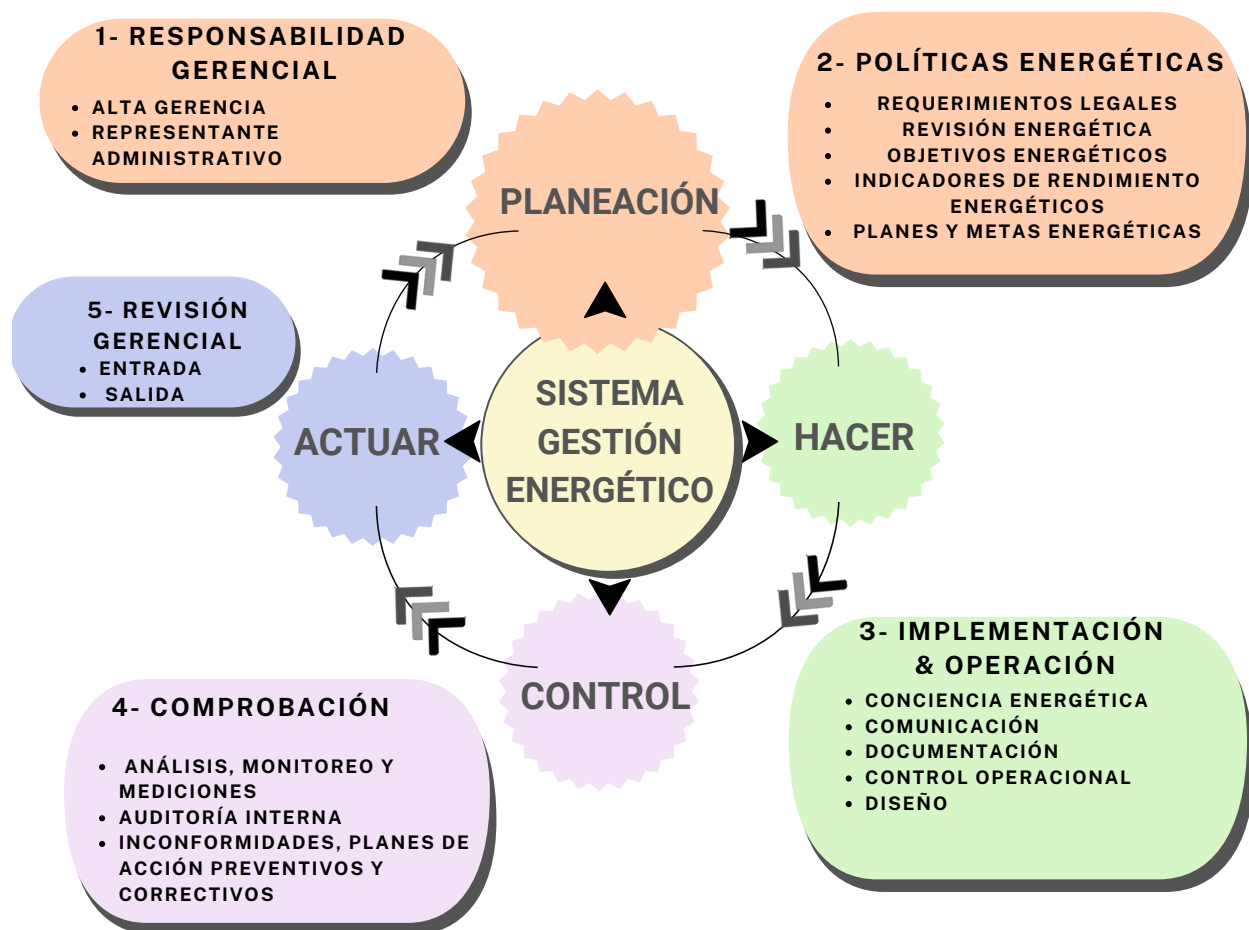 1- RESPONSABILIDAD
GERENCIAL
• ALTA GERENCIA
• REPRESENTANTE
ADMINISTRATIVO
2- POLÍTICAS ENERGÉTICAS
• REQUERIMIENTOS LEGALES
• REVISIÓN ENERGÉTICA
• OBJETIVOS ENERGÉTICOS
• INDICADORES DE RENDIMIENTO
ENERGÉTICOS
• PLANES Y METAS ENERGÉTICAS
PLANEACIÓN
5- REVISIÓN
GERENCIAL
• ENTRADA
• SALIDA
ACTUAR
SISTEMA
GESTIÓN
ENERGÉTICO
HACER
CONTROL
3- IMPLEMENTACIÓN
& OPERACIÓN
• CONCIENCIA ENERGÉTICA
• COMUNICACIÓN
• DOCUMENTACIÓN
• CONTROL OPERACIONAL
• DISEÑO
4- COMPROBACIÓN
• ANÁLISIS, MONITOREO Y
MEDICIONES
• AUDITORÍA INTERNA
• INCONFORMIDADES, PLANES DE
ACCIÓN PREVENTIVOS Y
CORRECTIVOS